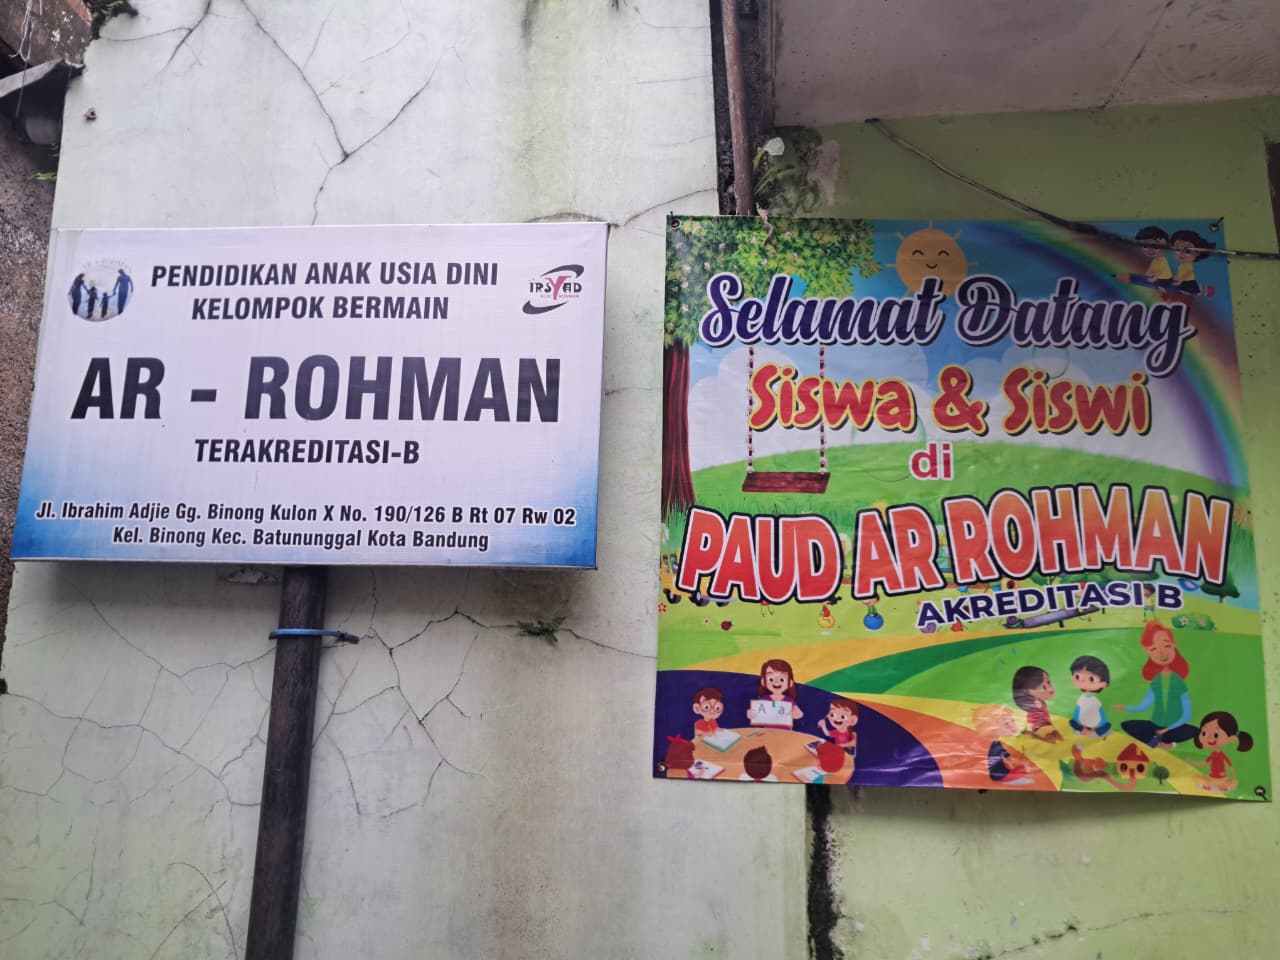 PENDIDIKAN ANAK USIA DINI
KELOMPOK BERMAIN
IRSYAD
AR - ROHMAN
TERAKREDITASI-B
Jl. Ibrahim Adjie Gg. Binong Kulon X No. 190/126 B Rt 07 Rw 02
Kel. Binong Kec. Batununggal Kota Bandung
Selamat Datang
Siswa & Siswi
di
PAUD AR ROHMAN
AKREDITASI B
A a